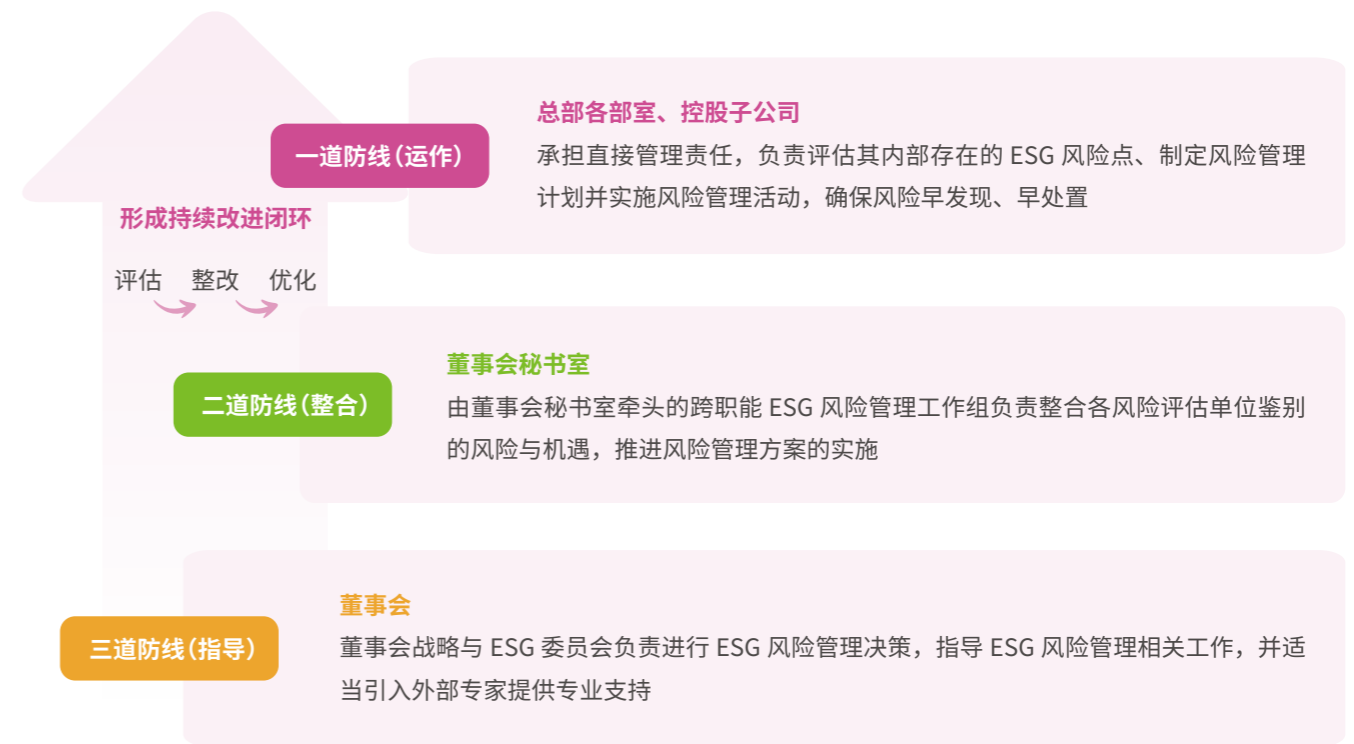 总部各部室、控股子公司
一道防线（运作）
承担直接管理责任，负责评估其内部存在的 ESG 风险点、制定风险管理
计划并实施风险管理活动，确保风险早发现、早处置
形成持续改进闭环
评估 整改 优化
董事会秘书室
二道防线（整合）
由董事会秘书室牵头的跨职能 ESG 风险管理工作组负责整合各风险评估单位鉴别
的风险与机遇，推进风险管理方案的实施
董事会
三道防线（指导）
董事会战略与 ESG 委员会负责进行 ESG 风险管理决策，指导 ESG 风险管理相关工作，并适
当引入外部专家提供专业支持